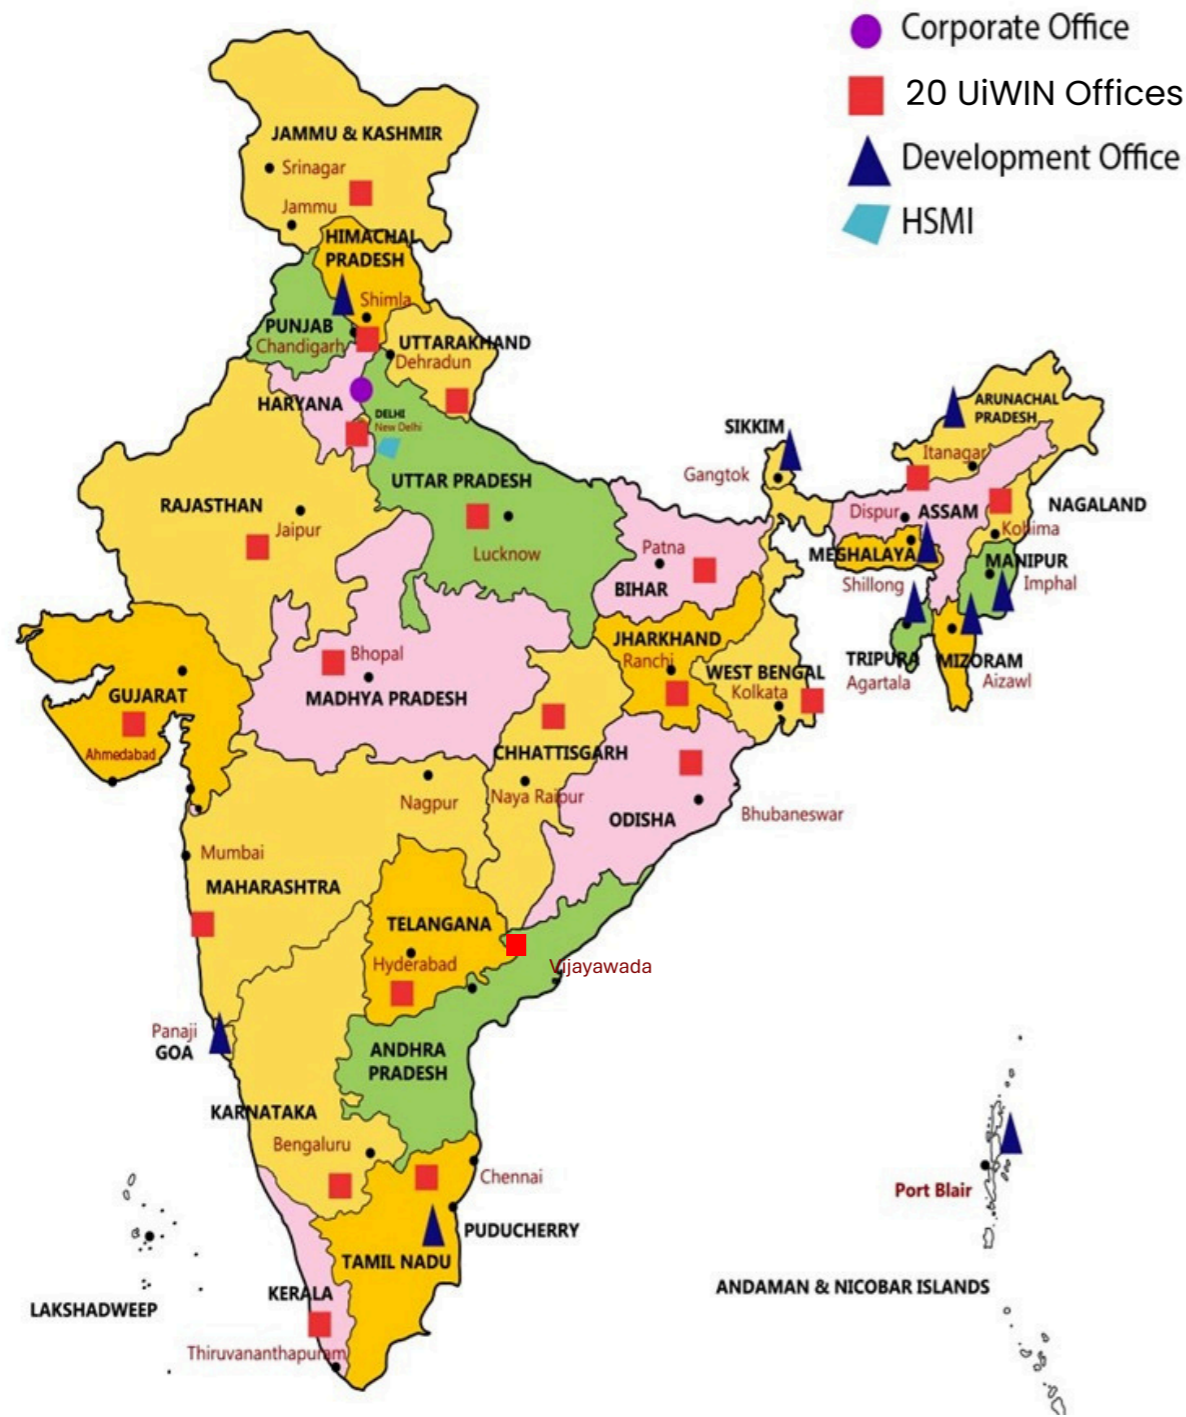 Corporate Office
20 UiWIN Offices
Development Office
HSMI
JAMMU & KASHMIR
Srinagar
Jammu
HIMACHAL
PRADESH
Shimla
PUNJAB
Chandigarh
UTTARAKHAND
Dehradun
HARYANA
DELHI
New Delhi
UTTAR PRADESH
Lucknow
RAJASTHAN
Jaipur
SIKKIM
Gangtok
ARUNACHAL
PRADESH
Itanagar
NAGALAND
Kohima
Dispur
ASSAM
MEGHALAYA
Shillong
MANIPUR
Imphal
TRIPURA
Agartala
MIZORAM
Aizawl
Patna
BIHAR
JHARKHAND
Ranchi
WEST BENGAL
Kolkata
Bhopal
MADHYA PRADESH
GUJARAT
Ahmedabad
CHHATTISGARH
Naya Raipur
Nagpur
ODISHA
Bhubaneswar
Mumbai
MAHARASHTRA
TELANGANA
Hyderabad
Vijayawada
Panaji
GOA
ANDHRA
PRADESH
KARNATAKA
Bengaluru
Chennai
PUDUCHERRY
TAMIL NADU
KERALA
Thiruvananthapuram
LAKSHADWEEP
Port Blair
ANDAMAN & NICOBAR ISLANDS